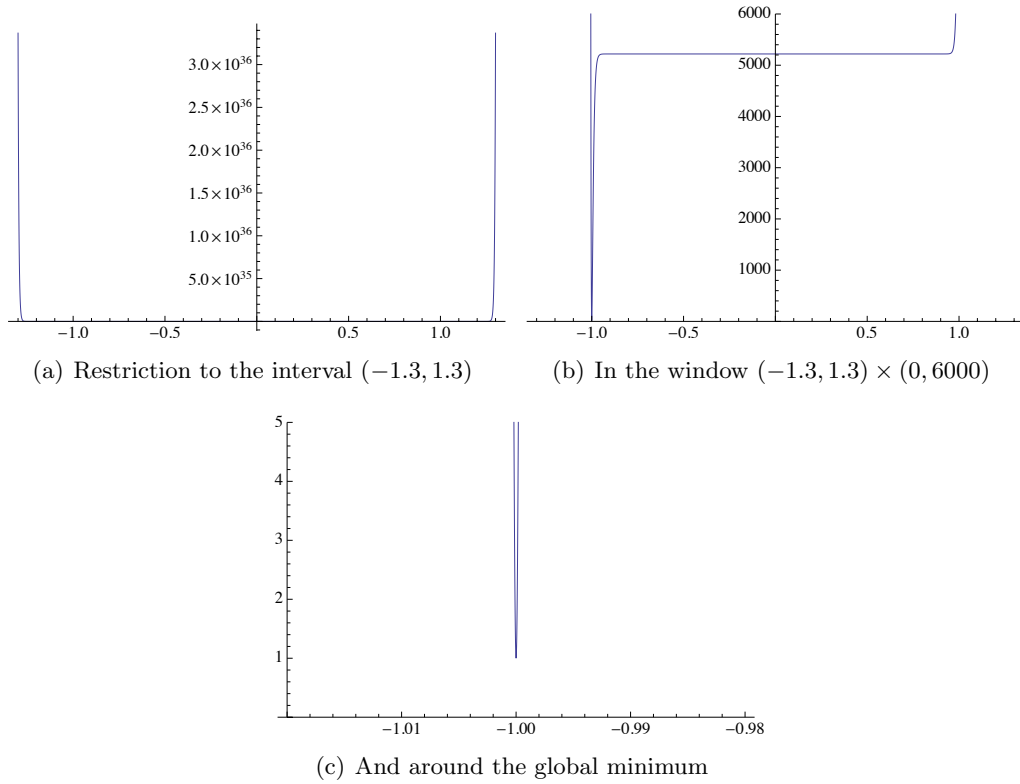 3.0×10^36
2.5×10^36
2.0×10^36
1.5×10^36
1.0×10^36
5.0×10^35
−1.0 −0.5 0.5 1.0
(a) Restriction to the interval (−1.3, 1.3)
6000
5000
4000
3000
2000
1000
−1.0 −0.5 0.5 1.0
(b) In the window (−1.3, 1.3) × (0, 6000)
5
4
3
2
1
−1.01 −1.00 −0.99 −0.98
(c) And around the global minimum